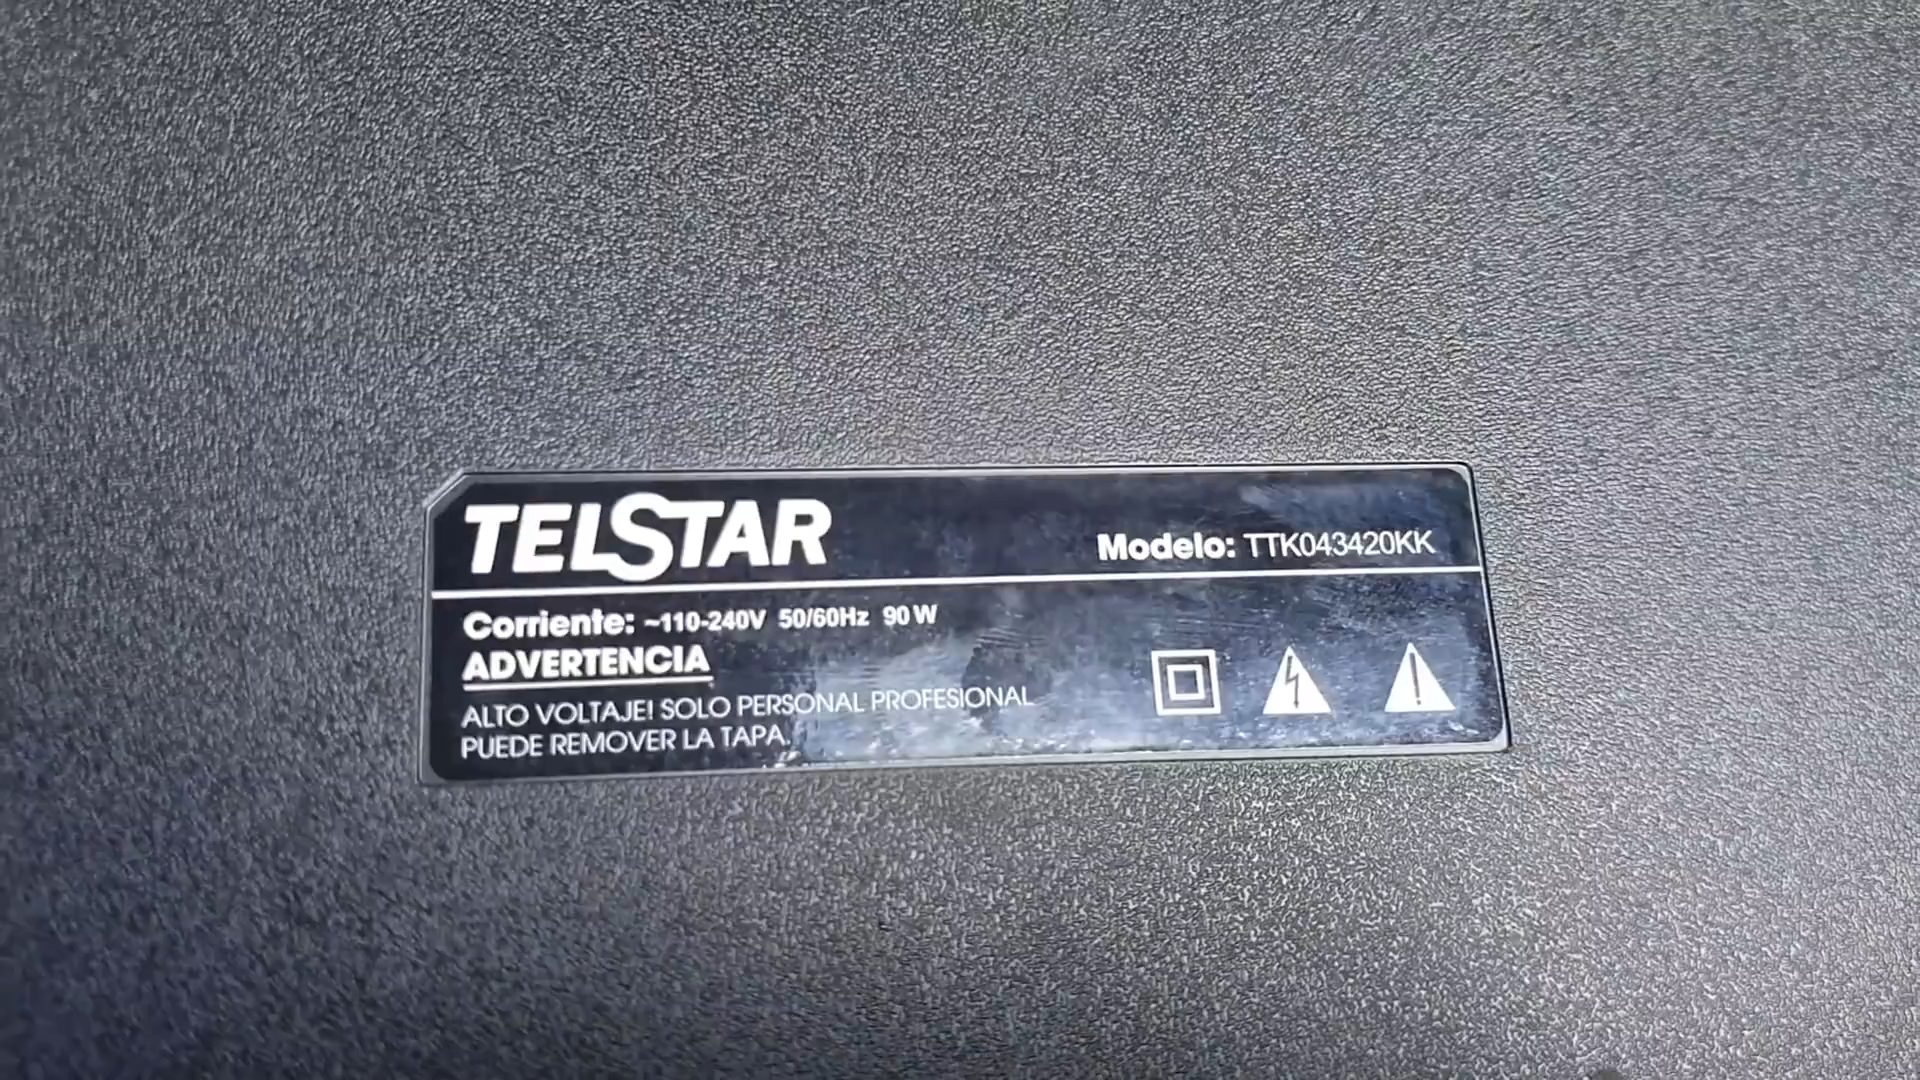 TELSTAR
Modelo: TTK043420KK
Corriente: ~110-240V 50/60Hz 90 W
ADVERTENCIA
ALTO VOLTAJE! SOLO PERSONAL PROFESIONAL
PUEDE REMOVER LA TAPA.